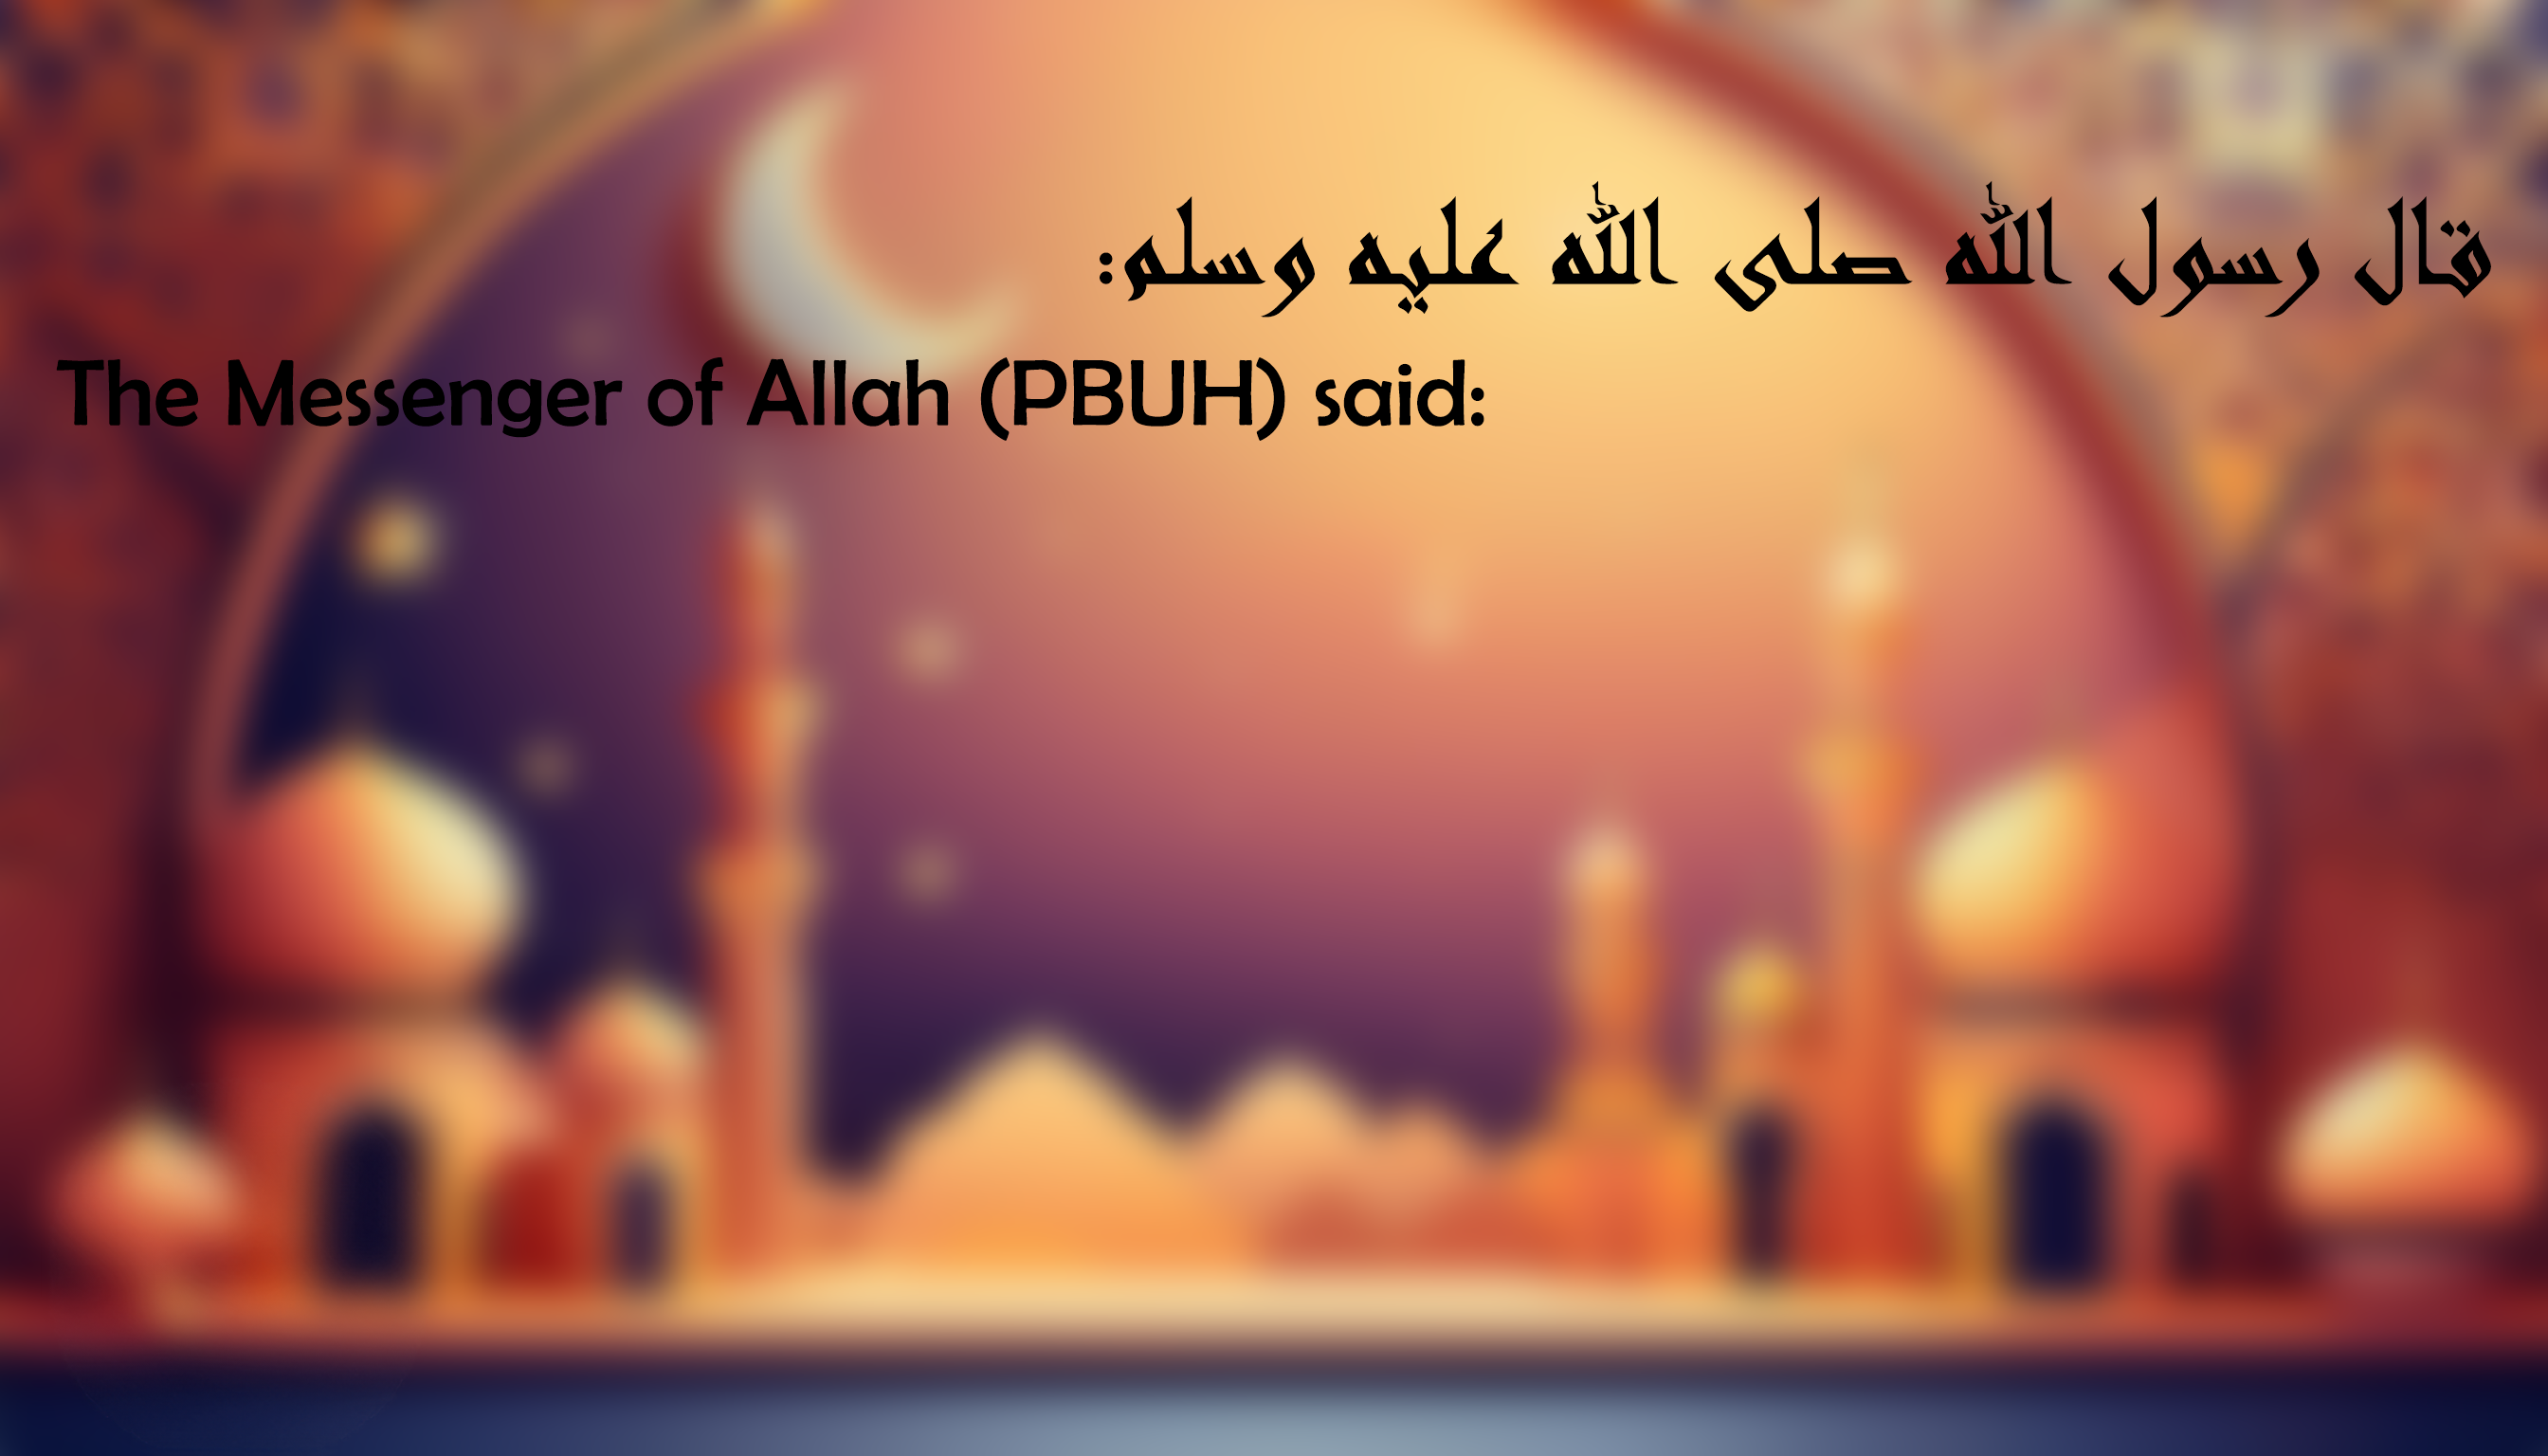 قال رسول الله صلى الله عليه وسلم:
The Messenger of Allah (PBUH) said: